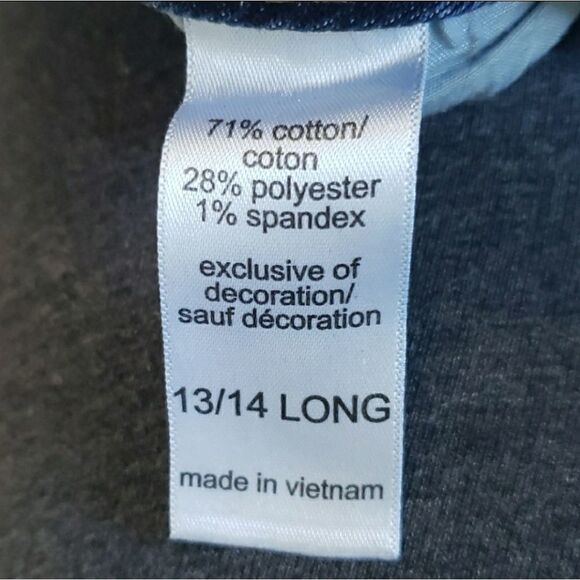 71% cotton/
coton
28% polyester
1% spandex
exclusive of
decoration/
sauf décoration
13/14 LONG
made in vietnam